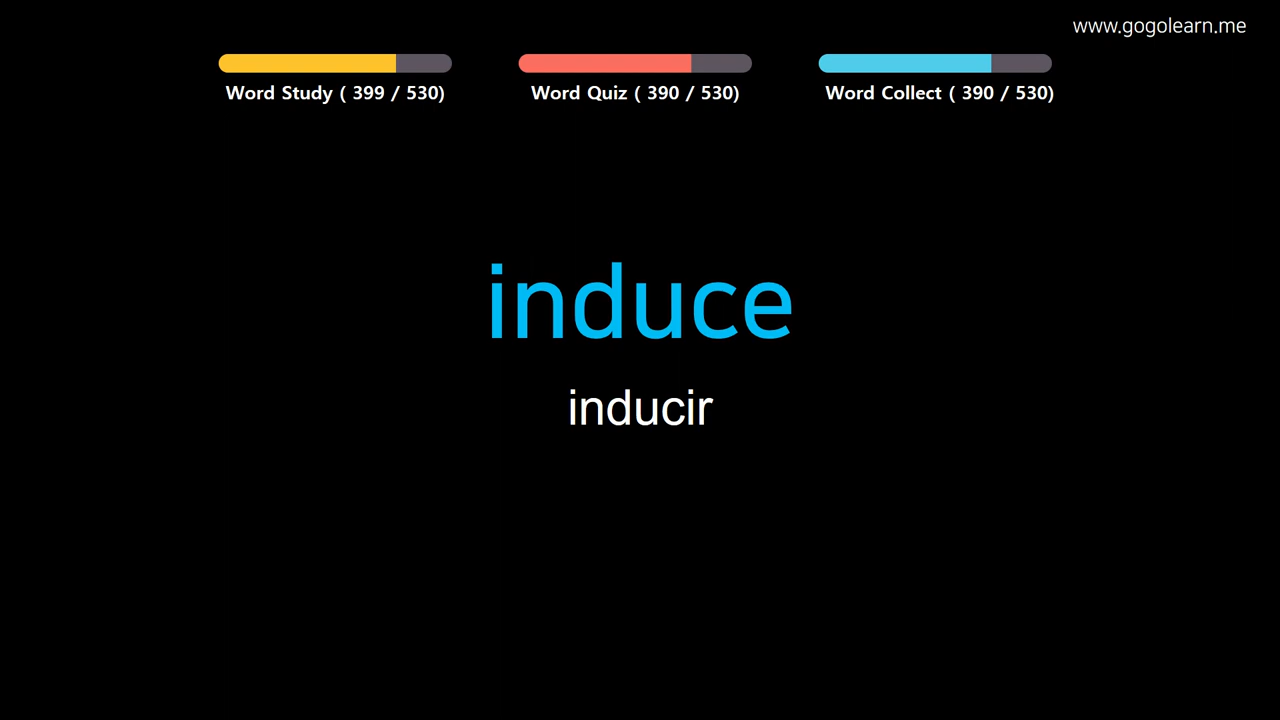 www.gogolearn.me
Word Study ( 399 / 530)
Word Quiz ( 390 / 530)
Word Collect ( 390 / 530)
induce
inducir